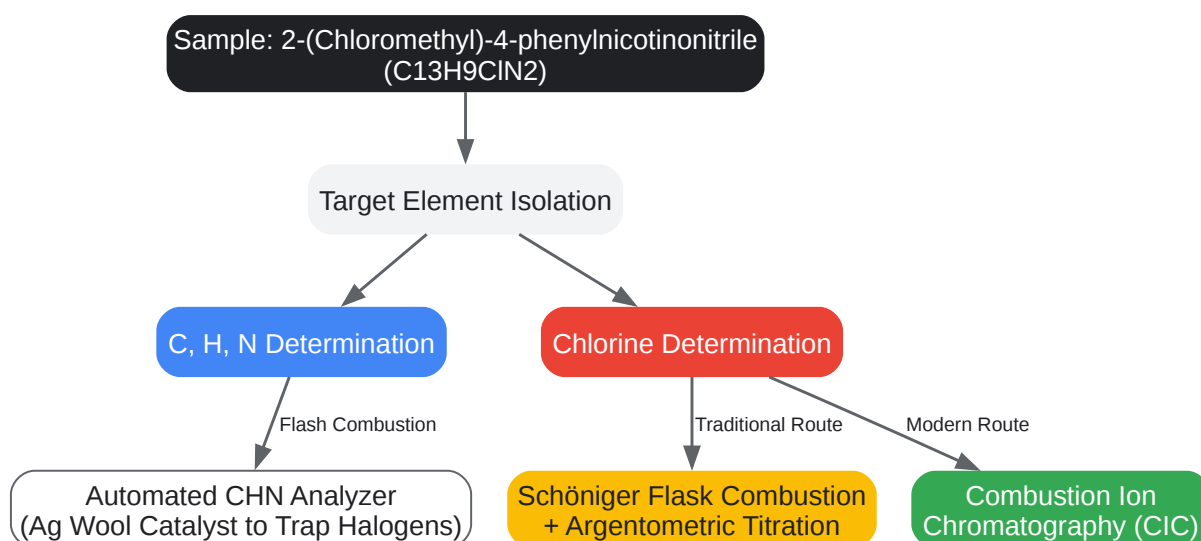 Sample: 2-(Chloromethyl)-4-phenylnicotinonitrile
(C13H9ClN2)
Target Element Isolation
C, H, N Determination
Chlorine Determination
Flash Combustion
Traditional Route
Modern Route
Automated CHN Analyzer
(Ag Wool Catalyst to Trap Halogens)
Schöniger Flask Combustion
+ Argentometric Titration
Combustion Ion
Chromatography (CIC)